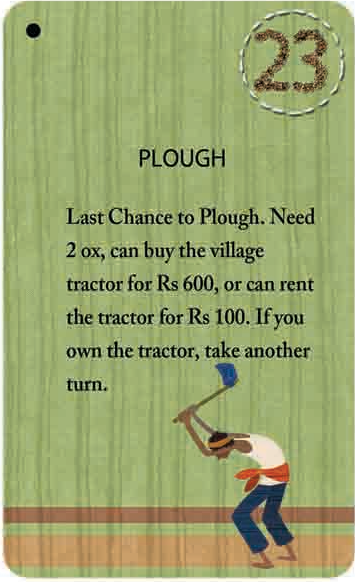 23
PLOUGH
Last Chance to Plough. Need
2 ox, can buy the village
tractor for Rs 600, or can rent
the tractor for Rs 100. If you
own the tractor, take another
turn.